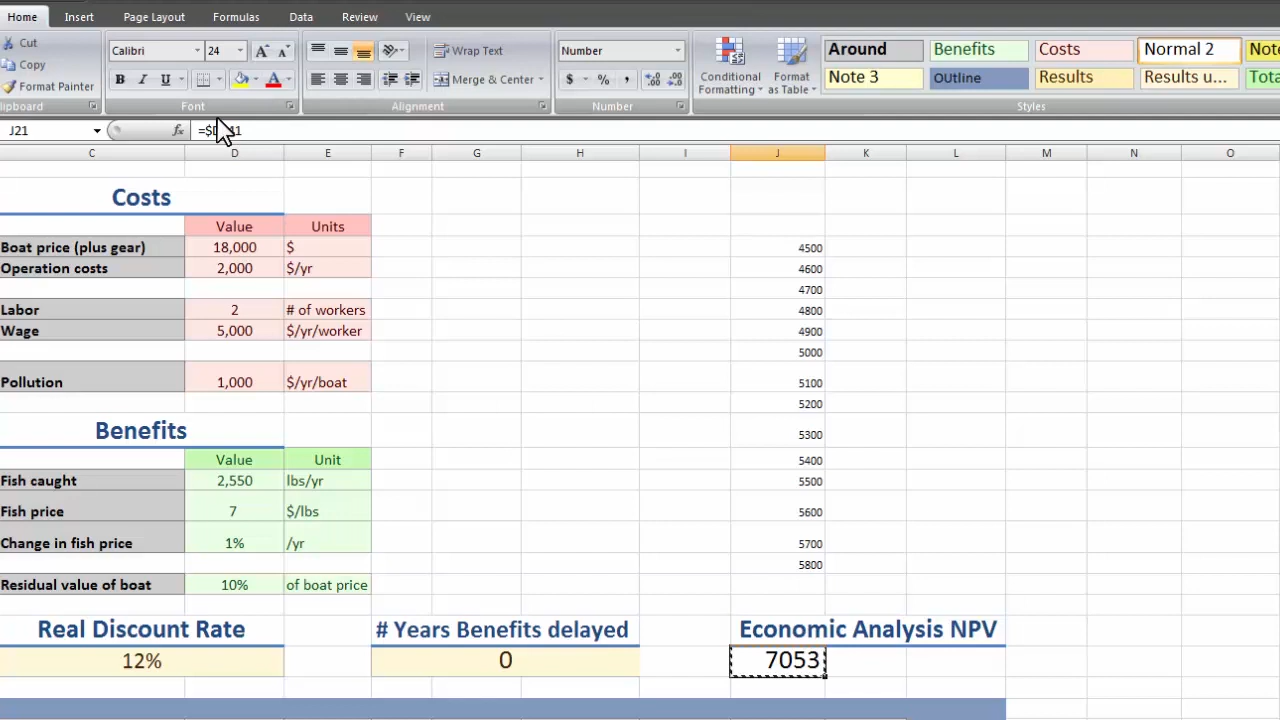 Home Insert Page Layout Formulas Data Review View
Cut
Copy
Format Painter
lipboard
Calibri 24
B I U
Font
Wrap Text
Merge & Center
Alignment
Number
$ % ,
Number
Conditional Formatting
Format as Table
Around Benefits Costs Normal 2 Note
Note 3 Outline Results Results u... Tota
Styles
J21 fx
C D E F G H I J K L M N O
Costs
Value Units
Boat price (plus gear) 18,000 $ 4500
Operation costs 2,000 $/yr 4600
4700
Labor 2 # of workers 4800
Wage 5,000 $/yr/worker 4900
5000
Pollution 1,000 $/yr/boat 5100
5200
Benefits 5300
Value Unit 5400
Fish caught 2,550 lbs/yr 5500
Fish price 7 $/lbs 5600
Change in fish price 1% /yr 5700
5800
Residual value of boat 10% of boat price
Real Discount Rate # Years Benefits delayed Economic Analysis NPV
12% 0 7053